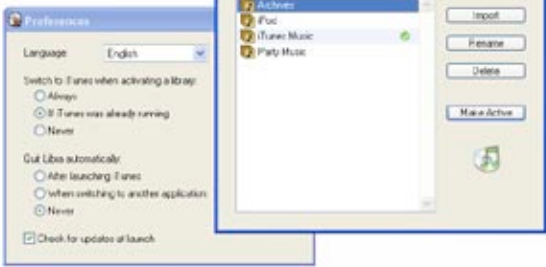 Preferences
Language: English
Switch to iTunes when activating a library:
Always
If iTunes was already running
Never
Quit Libra automatically:
After launching iTunes
When switching to another application
Never
Check for updates at launch
Archives
iPod
iTunes Music
Party Music
Import
Rename
Delete
Make Active